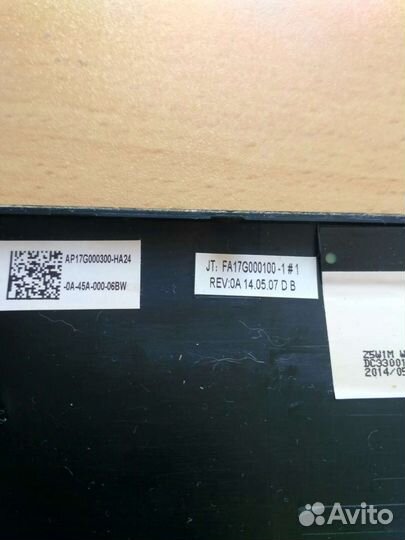 AP17G000300-HA24
-0A-45A-000-06BW
JT: FA17G000100 -1 # 1
REV:0A 14.05.07 D B
Z5W1M W
DC33001
2014/05
Avito